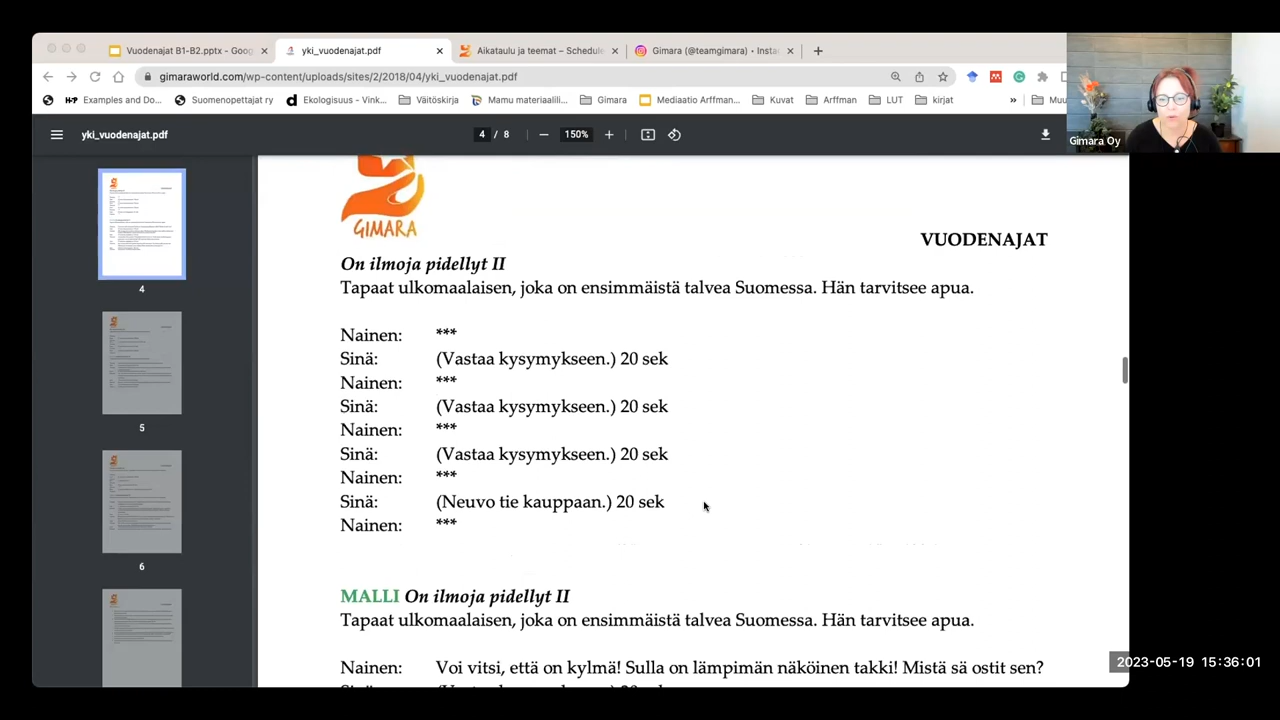 Vuodenajat B1-B2.pptx - Goog
yki_vuodenajat.pdf
Aikataulu ja teemat – Schedule
Gimara (@teamgimara) • Insta
gimaraworld.com/wp-content/uploads/sites/2/2018/04/yki_vuodenajat.pdf
Examples and Do...
Suomenopettajat ry
Ekologisuus - Vink...
Väitöskirja
Mamu materiaalili...
Gimara
Mediaatio Arffman...
Kuvat
Arffman
LUT
kirjat
»
Muu
yki_vuodenajat.pdf
4 / 8
150%
Gimara Oy
GIMARA
VUODENAJAT
On ilmoja pidellyt II
Tapaat ulkomaalaisen, joka on ensimmäistä talvea Suomessa. Hän tarvitsee apua.
Nainen: ***
Sinä: (Vastaa kysymykseen.) 20 sek
Nainen: ***
Sinä: (Vastaa kysymykseen.) 20 sek
Nainen: ***
Sinä: (Vastaa kysymykseen.) 20 sek
Nainen: ***
Sinä: (Neuvo tie kauppaan.) 20 sek
Nainen: ***
MALLI On ilmoja pidellyt II
Tapaat ulkomaalaisen, joka on ensimmäistä talvea Suomessa. Hän tarvitsee apua.
Nainen: Voi vitsi, että on kylmä! Sulla on lämpimän näköinen takki! Mistä sä ostit sen?
4
5
6
2023-05-19 15:36:01